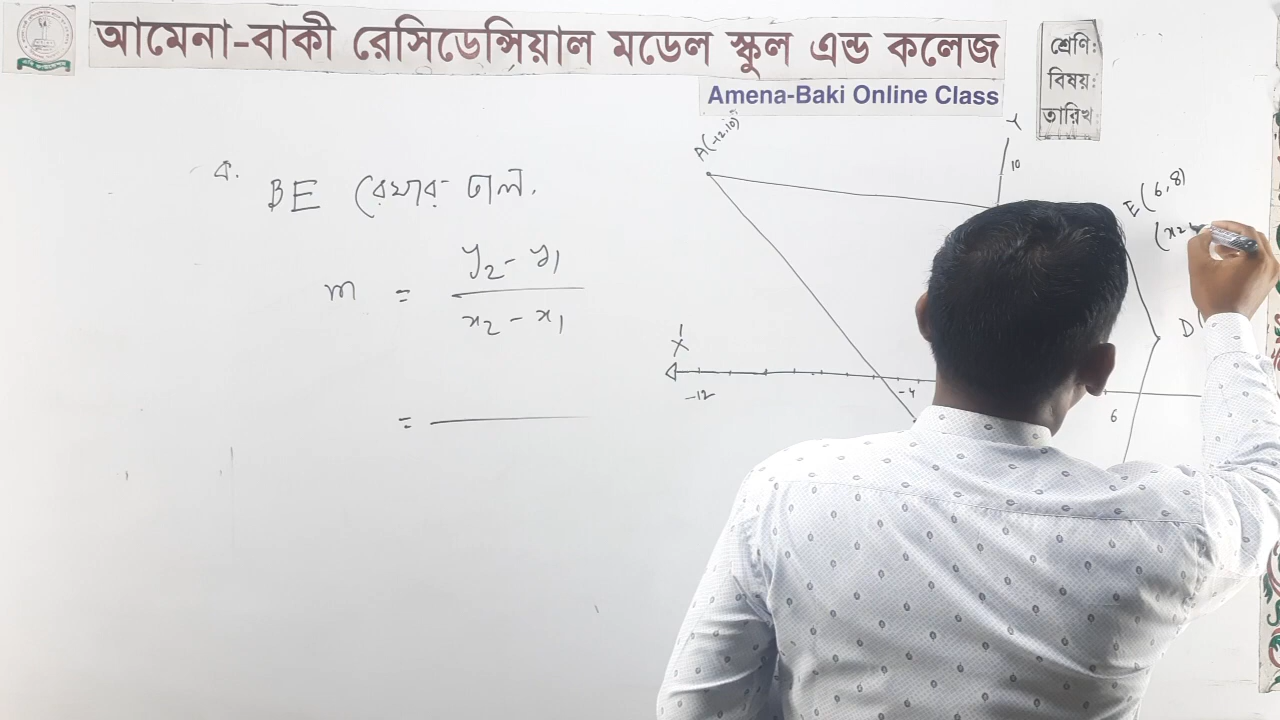 আমেনা-বাকী রেসিডেন্সিয়াল মডেল স্কুল এন্ড কলেজ
Amena-Baki Online Class
শ্রেণি:
বিষয়:
তারিখ:
ক. BE রেখার ঢাল.
m = y₂ - y₁ / x₂ - x₁
=
A(-12,10)
Y
10
E(6,8)
(x₂
D(
X'
-12
-4
6